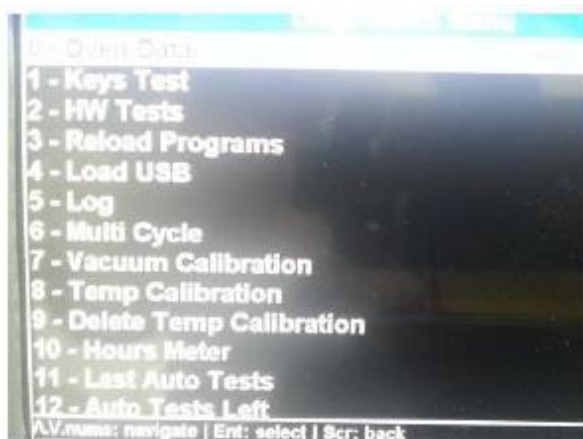 0 - Oven Data
1 - Keys Test
2 - HW Tests
3 - Reload Programs
4 - Load USB
5 - Log
6 - Multi Cycle
7 - Vacuum Calibration
8 - Temp Calibration
9 - Delete Temp Calibration
10 - Hours Meter
11 - Last Auto Tests
12 - Auto Tests Left
/\.V.nums: navigate | Ent: select | Scr: back